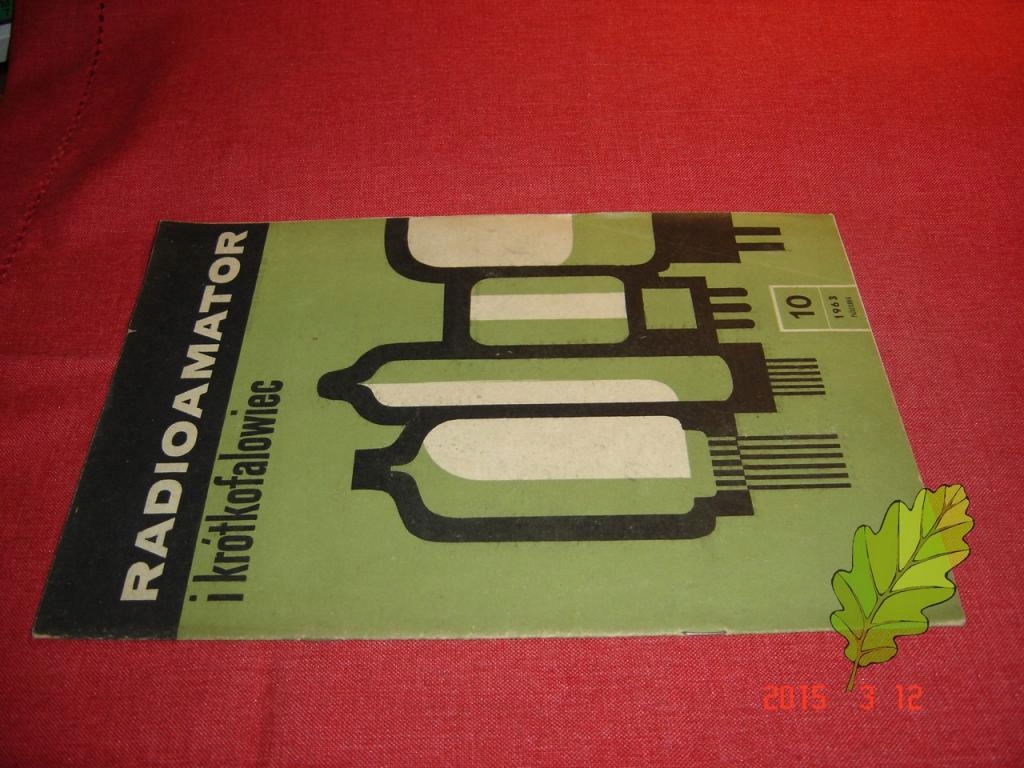 RADIOAMATOR
i krótkofalowiec
10
1963
2015 3 12